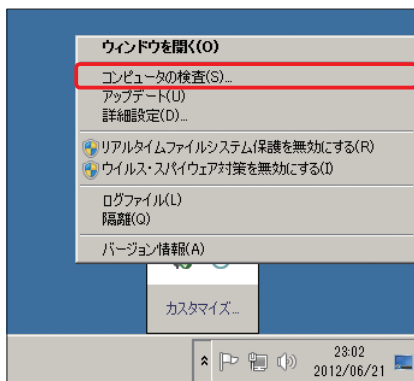 ウィンドウを開く(O)
コンピュータの検査(S)...
アップデート(U)
詳細設定(D)...
リアルタイムファイルシステム保護を無効にする(R)
ウイルス・スパイウェア対策を無効にする(I)
ログファイル(L)
隔離(Q)
バージョン情報(A)
カスタマイズ...
23:02
2012/06/21